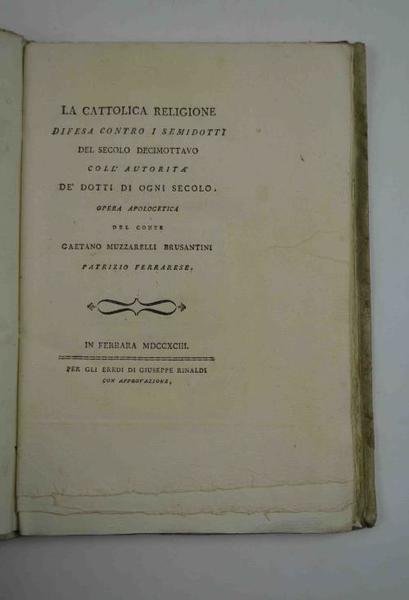 LA CATTOLICA RELIGIONE
DIFESA CONTRO I SEMIDOTTI
DEL SECOLO DECIMOTTAVO
COLL' AUTORITA'
DE' DOTTI DI OGNI SECOLO.
OPERA APOLOGETICA
DEL CONTE
GAETANO MUZZARELLI BRUSANTINI
PATRIZIO FERRARESE.
IN FERRARA MDCCXCIII.
PER GLI EREDI DI GIUSEPPE RINALDI
CON APPROVAZIONE,